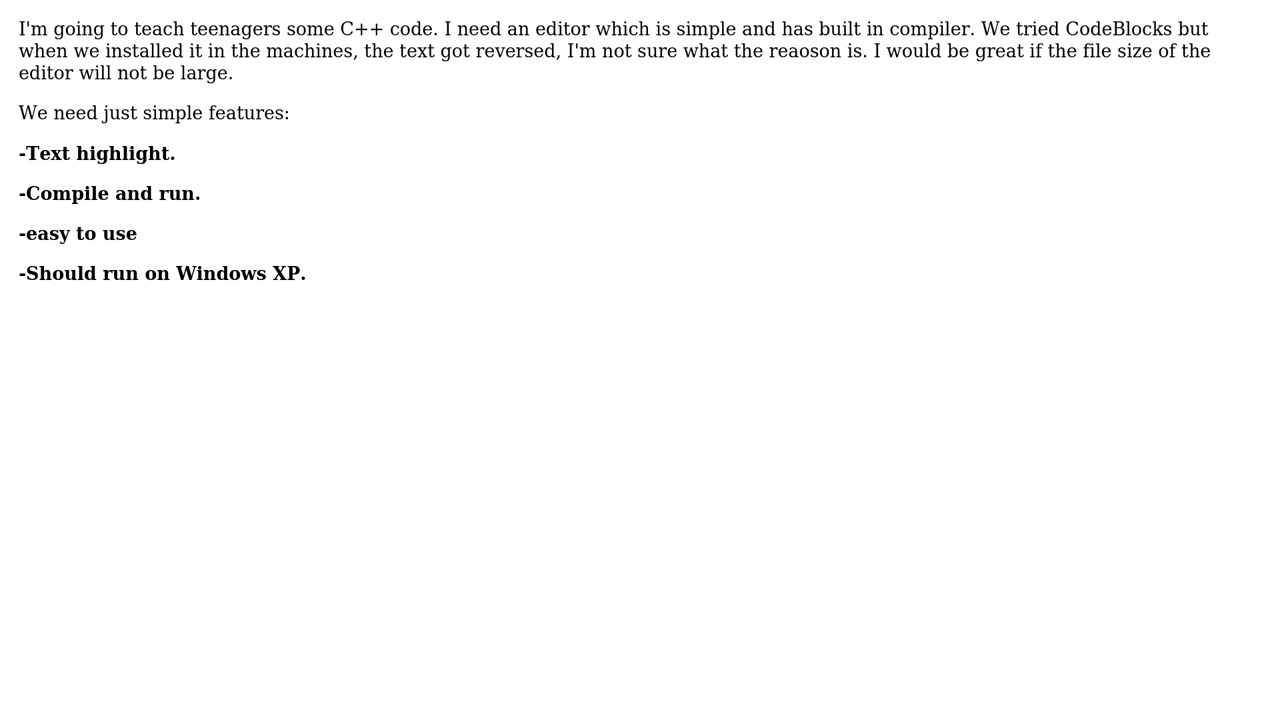 I'm going to teach teenagers some C++ code. I need an editor which is simple and has built in compiler. We tried CodeBlocks but
when we installed it in the machines, the text got reversed, I'm not sure what the reaoson is. I would be great if the file size of the
editor will not be large.
We need just simple features:
-Text highlight.
-Compile and run.
-easy to use
-Should run on Windows XP.